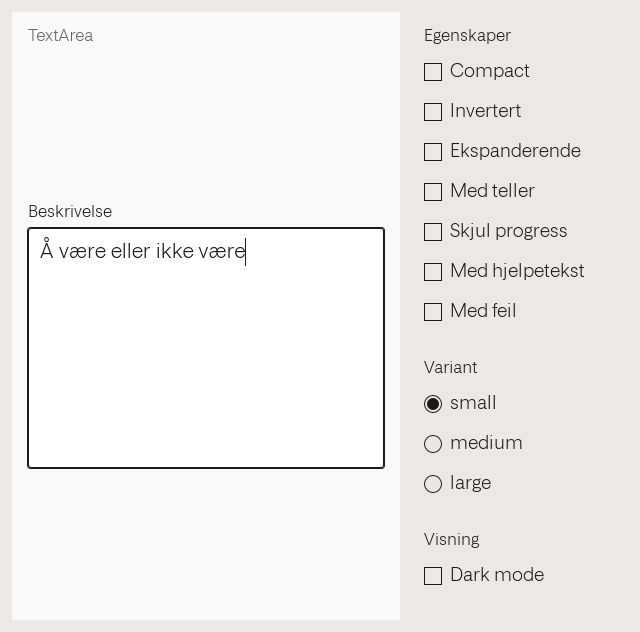 TextArea
Beskrivelse
Å være eller ikke være
Egenskaper
Compact
Invertert
Ekspanderende
Med teller
Skjul progress
Med hjelpetekst
Med feil
Variant
small
medium
large
Visning
Dark mode